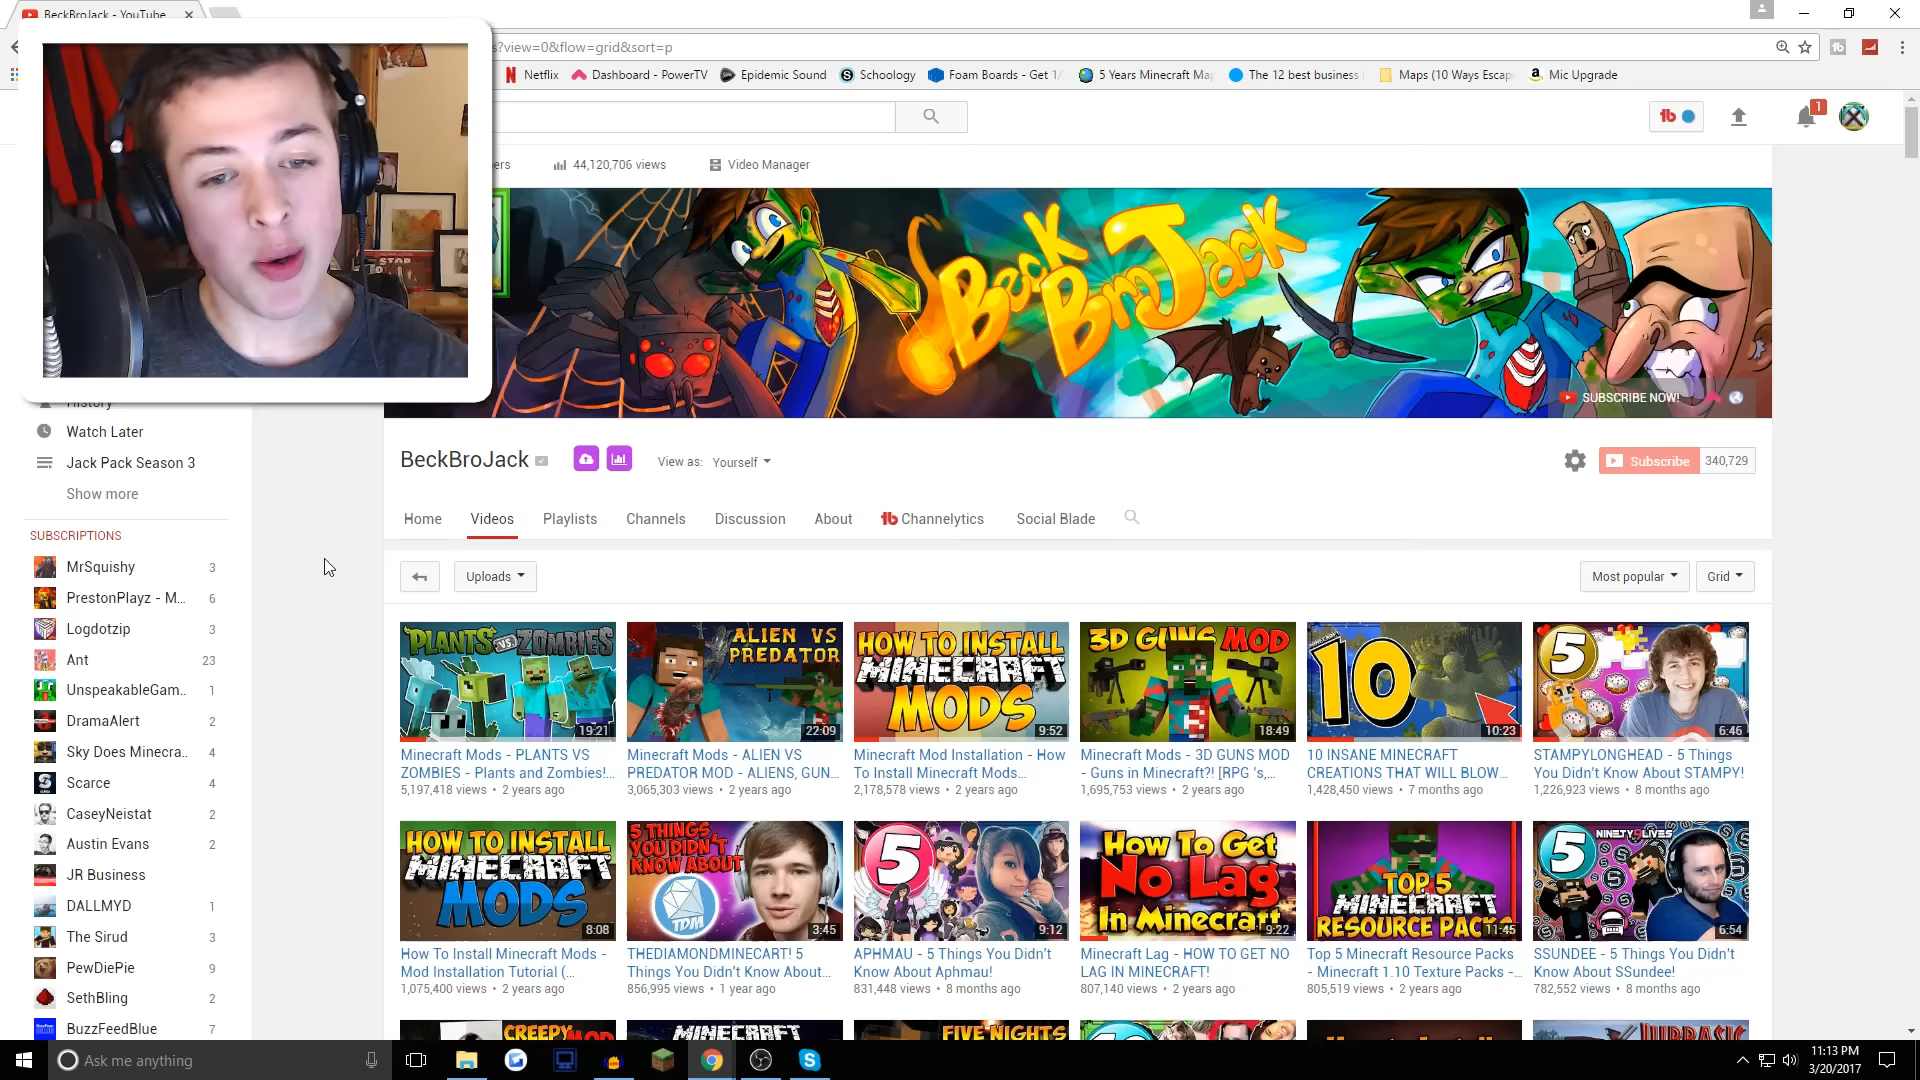 BeckBroJack - YouTube
s?view=0&flow=grid&sort=p
Netflix
Dashboard - PowerTV
Epidemic Sound
Schoology
Foam Boards - Get 1/
5 Years Minecraft Ma
The 12 best business
Maps (10 Ways Escap
Mic Upgrade
1
ers
44,120,706 views
Video Manager
BeckBroJack
SUBSCRIBE NOW!
STOP
History
Watch Later
Jack Pack Season 3
Show more
SUBSCRIPTIONS
MrSquishy 3
PrestonPlayz - M... 6
Logdotzip 3
Ant 23
UnspeakableGam.. 1
DramaAlert 2
Sky Does Minecra.. 4
Scarce 4
CaseyNeistat 2
Austin Evans 2
JR Business
DALLMYD 1
The Sirud 3
PewDiePie 9
SethBling 2
BuzzFeedBlue 7
BeckBroJack
View as: Yourself
Subscribe 340,729
Home Videos Playlists Channels Discussion About Channelytics Social Blade
Uploads
Most popular
Grid
PLANTS VS ZOMBIES
19:21
Minecraft Mods - PLANTS VS
ZOMBIES - Plants and Zombies!...
5,197,418 views • 2 years ago
ALIEN VS
PREDATOR
22:09
Minecraft Mods - ALIEN VS
PREDATOR MOD - ALIENS, GUN...
3,065,303 views • 2 years ago
HOW TO INSTALL
MINECRAFT
MODS
9:52
Minecraft Mod Installation - How
To Install Minecraft Mods...
2,178,578 views • 2 years ago
3D GUNS MOD
18:49
Minecraft Mods - 3D GUNS MOD
- Guns in Minecraft?! [RPG 's,...
1,695,753 views • 2 years ago
10
10:23
10 INSANE MINECRAFT
CREATIONS THAT WILL BLOW...
1,428,450 views • 7 months ago
5
6:46
STAMPYLONGHEAD - 5 Things
You Didn't Know About STAMPY!
1,226,923 views • 8 months ago
HOW TO INSTALL
MINECRAFT
MODS
8:08
How To Install Minecraft Mods -
Mod Installation Tutorial (...
1,075,400 views • 2 years ago
5 THINGS
YOU DIDN'T
KNOW ABOUT
TDM
3:45
THEDIAMONDMINECART! 5
Things You Didn't Know About...
856,995 views • 1 year ago
5
9:12
APHMAU - 5 Things You Didn't
Know About Aphmau!
831,448 views • 8 months ago
How To Get
No Lag
In Minecraft
9:22
Minecraft Lag - HOW TO GET NO
LAG IN MINECRAFT!
807,140 views • 2 years ago
TOP 5
MINECRAFT
RESOURCE PACKS
11:45
Top 5 Minecraft Resource Packs
- Minecraft 1.10 Texture Packs -...
805,519 views • 2 years ago
NINETY9LIVES
5
6:54
SSUNDEE - 5 Things You Didn't
Know About SSundee!
782,552 views • 8 months ago
CREEPY MOD
MINECRAFT
FIVE NIGHTS
JURASSIC
Ask me anything
11:13 PM
3/20/2017